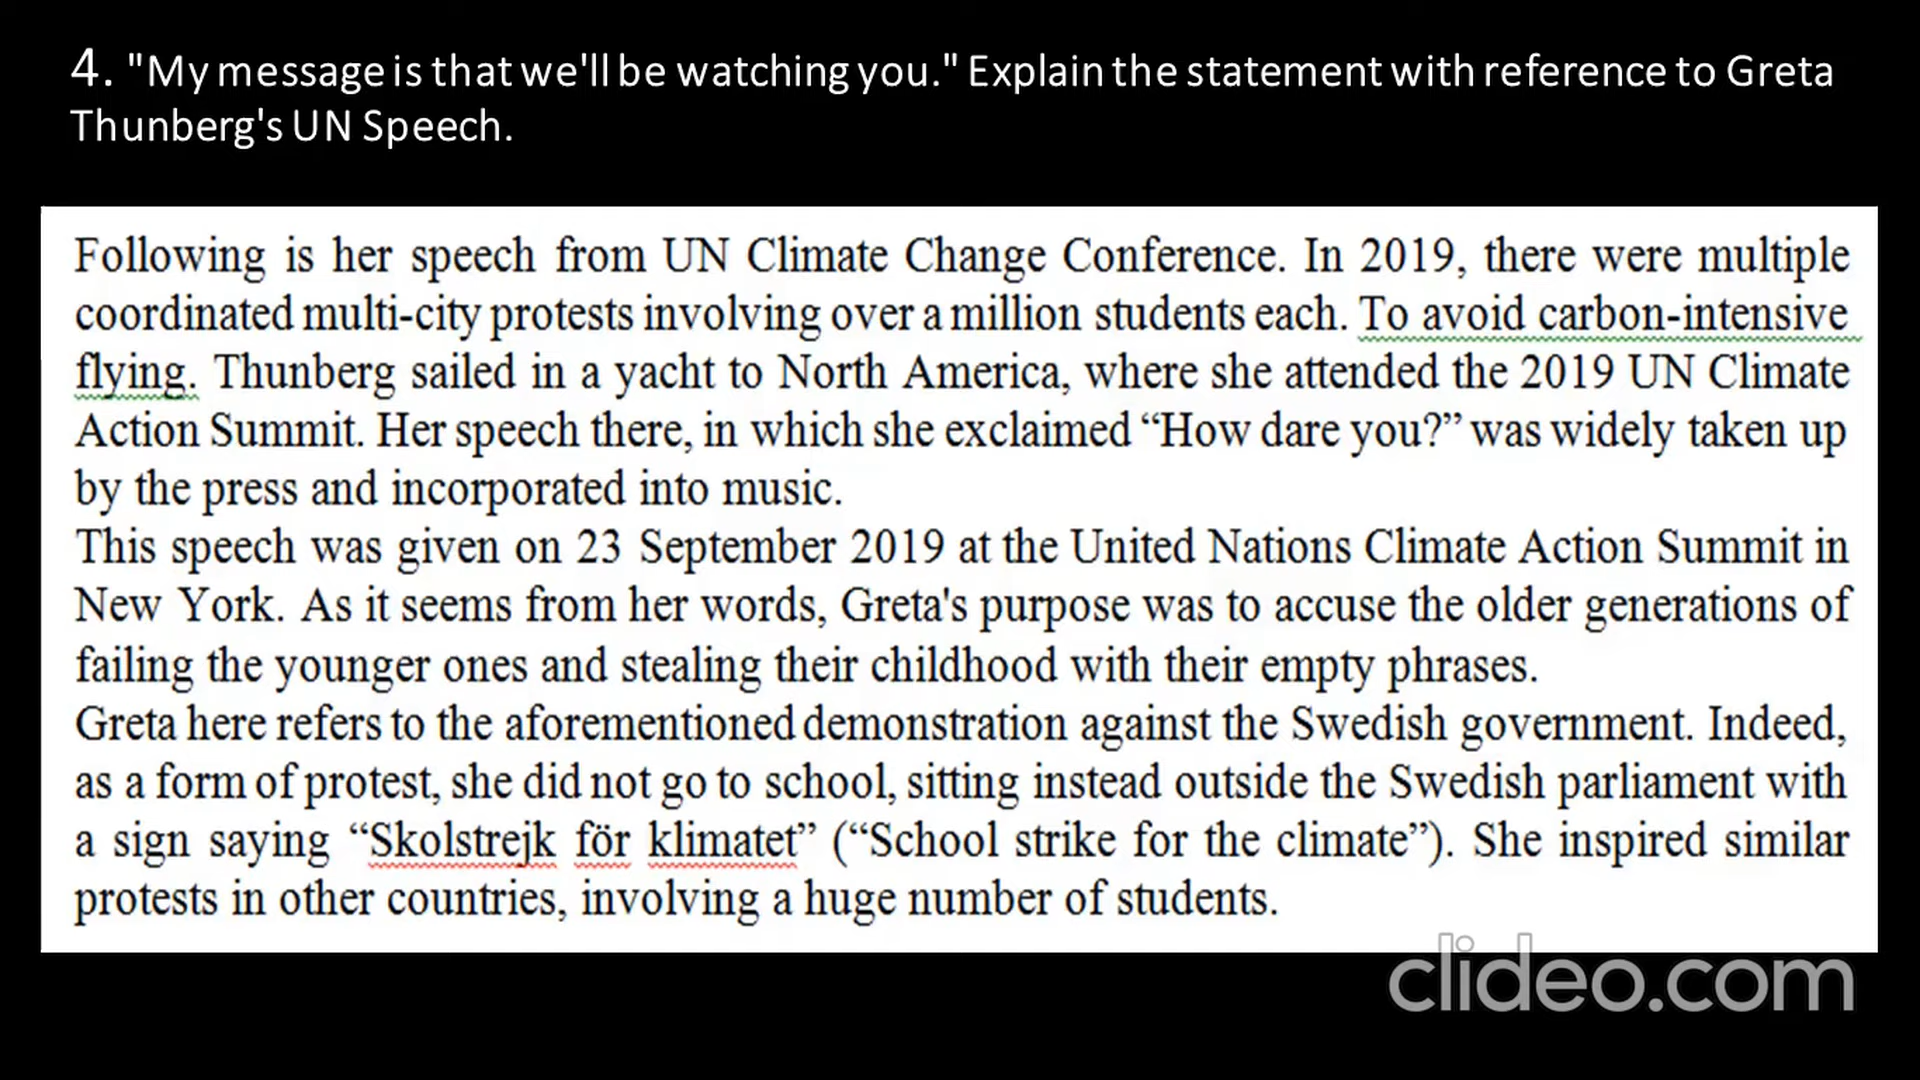 4. "My message is that we'll be watching you." Explain the statement with reference to Greta
Thunberg's UN Speech.
Following is her speech from UN Climate Change Conference. In 2019, there were multiple
coordinated multi-city protests involving over a million students each. To avoid carbon-intensive
flying. Thunberg sailed in a yacht to North America, where she attended the 2019 UN Climate
Action Summit. Her speech there, in which she exclaimed “How dare you?” was widely taken up
by the press and incorporated into music.
This speech was given on 23 September 2019 at the United Nations Climate Action Summit in
New York. As it seems from her words, Greta's purpose was to accuse the older generations of
failing the younger ones and stealing their childhood with their empty phrases.
Greta here refers to the aforementioned demonstration against the Swedish government. Indeed,
as a form of protest, she did not go to school, sitting instead outside the Swedish parliament with
a sign saying “Skolstrejk för klimatet” (“School strike for the climate”). She inspired similar
protests in other countries, involving a huge number of students.
clideo.com